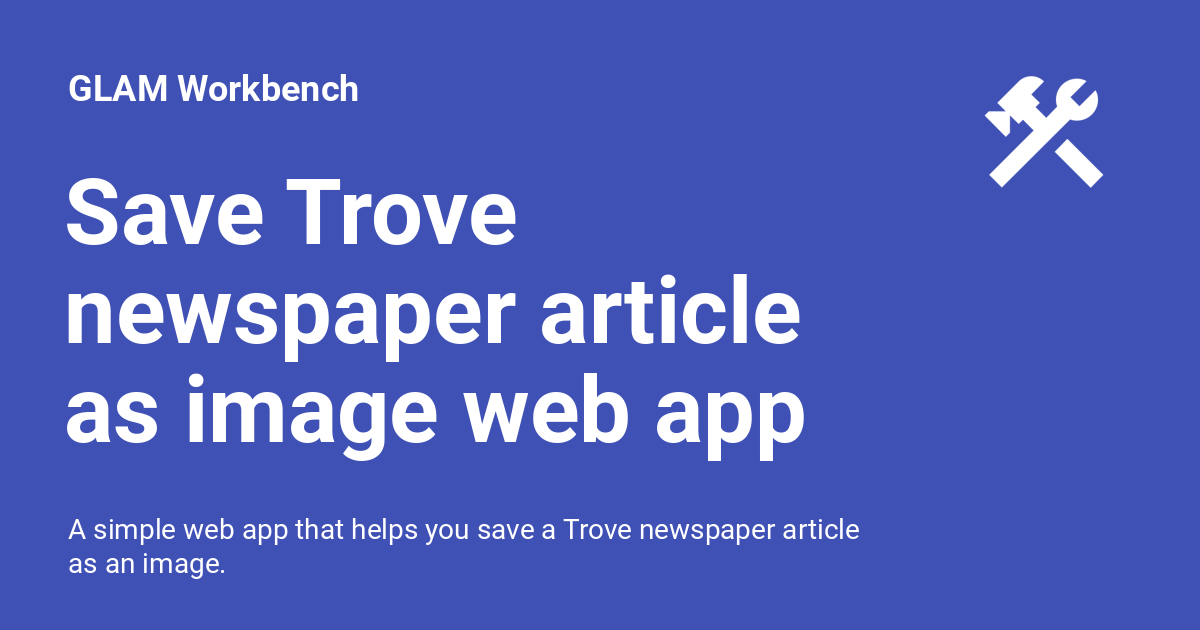 GLAM Workbench
Save Trove
newspaper article
as image web app
A simple web app that helps you save a Trove newspaper article
as an image.